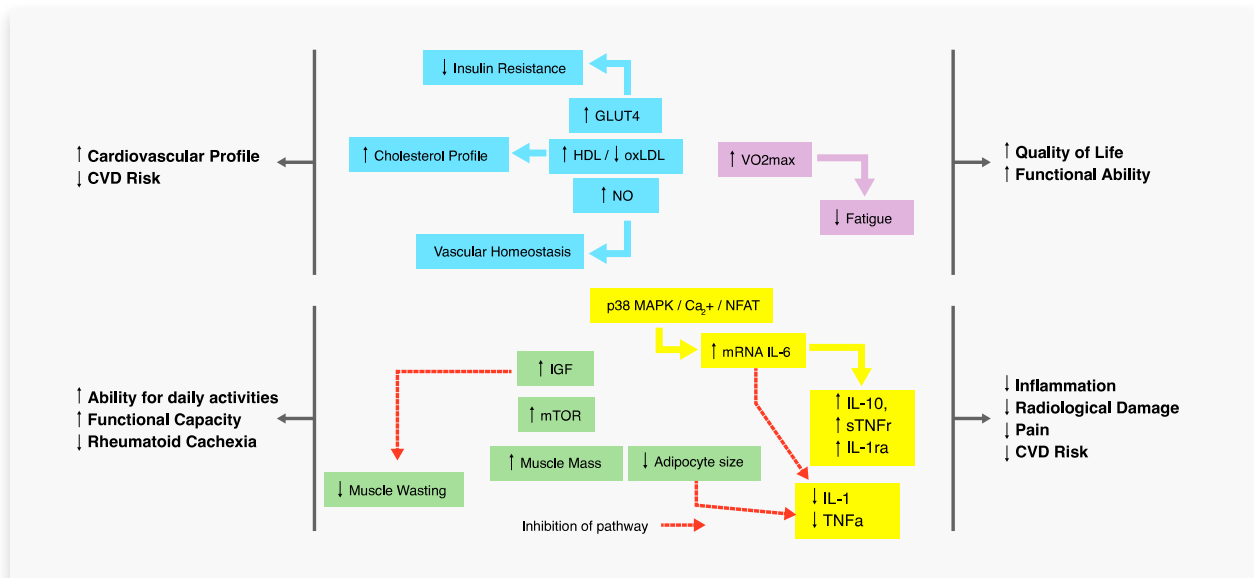 ↓ Insulin Resistance
↑ GLUT4
↑ Cholesterol Profile
↑ HDL / ↓ oxLDL
↑ NO
Vascular Homeostasis
↑ Cardiovascular Profile
↓ CVD Risk
↑ VO2max
↓ Fatigue
↑ Quality of Life
↑ Functional Ability
p38 MAPK / Ca₂+ / NFAT
↑ mRNA IL-6
↑ IL-10,
↑ sTNFr
↑ IL-1ra
↓ IL-1
↓ TNFa
↑ IGF
↑ mTOR
↑ Muscle Mass
↓ Adipocyte size
↓ Muscle Wasting
Inhibition of pathway
↑ Ability for daily activities
↑ Functional Capacity
↓ Rheumatoid Cachexia
↓ Inflammation
↓ Radiological Damage
↓ Pain
↓ CVD Risk